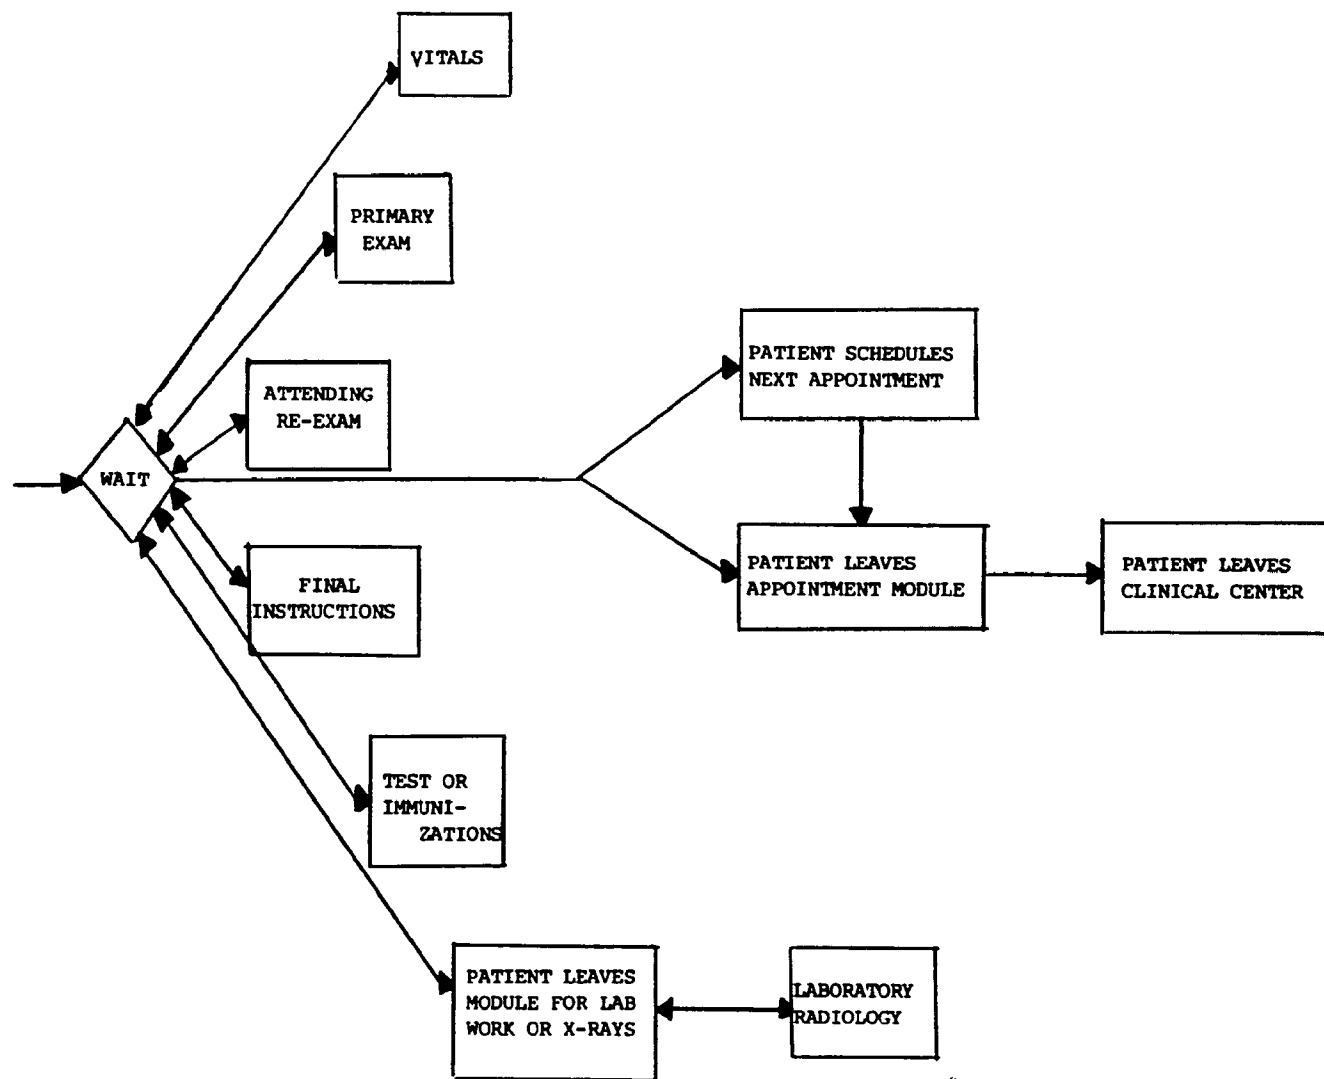 VITALS
PRIMARY
EXAM
ATTENDING
RE-EXAM
WAIT
FINAL
INSTRUCTIONS
TEST OR
IMMUNI-
ZATIONS
PATIENT LEAVES
MODULE FOR LAB
WORK OR X-RAYS
LABORATORY
RADIOLOGY
PATIENT SCHEDULES
NEXT APPOINTMENT
PATIENT LEAVES
APPOINTMENT MODULE
PATIENT LEAVES
CLINICAL CENTER